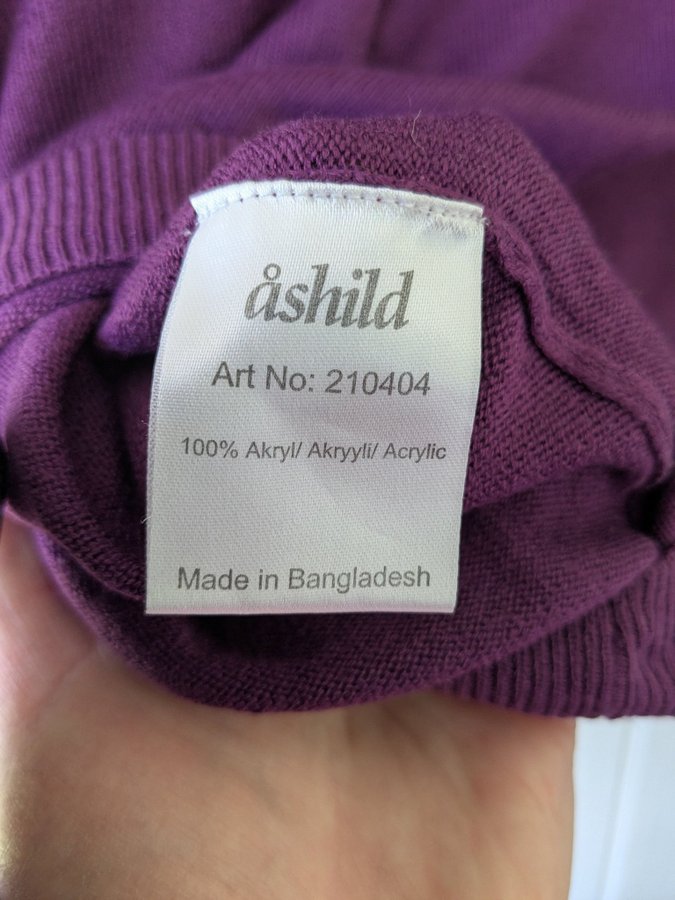 åshild
Art No: 210404
100% Akryl/ Akryyli/ Acrylic
Made in Bangladesh